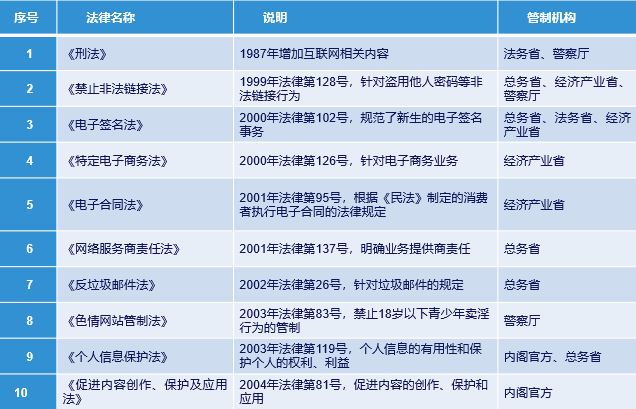 序号 法律名称 说明 管制机构
1 《刑法》 1987年增加互联网相关内容 法务省、警察厅
2 《禁止非法链接法》 1999年法律第128号，针对盗用他人密码等非法链接行为 总务省、经济产业省、警察厅
3 《电子签名法》 2000年法律第102号，规范了新生的电子签名事务 总务省、法务省、经济产业省
4 《特定电子商务法》 2000年法律第126号，针对电子商务业务 经济产业省
5 《电子合同法》 2001年法律第95号，根据《民法》制定的消费者执行电子合同的法律规定 经济产业省
6 《网络服务商责任法》 2001年法律第137号，明确业务提供商责任 总务省
7 《反垃圾邮件法》 2002年法律第26号，针对垃圾邮件的规定 总务省
8 《色情网站管制法》 2003年法律第83号，禁止18岁以下青少年卖淫行为的管制 警察厅
9 《个人信息保护法》 2003年法律第119号，个人信息的有用性和保护个人的权利、利益 内阁官方、总务省
10 《促进内容创作、保护及应用法》 2004年法律第81号，促进内容的创作、保护和应用 内阁官方